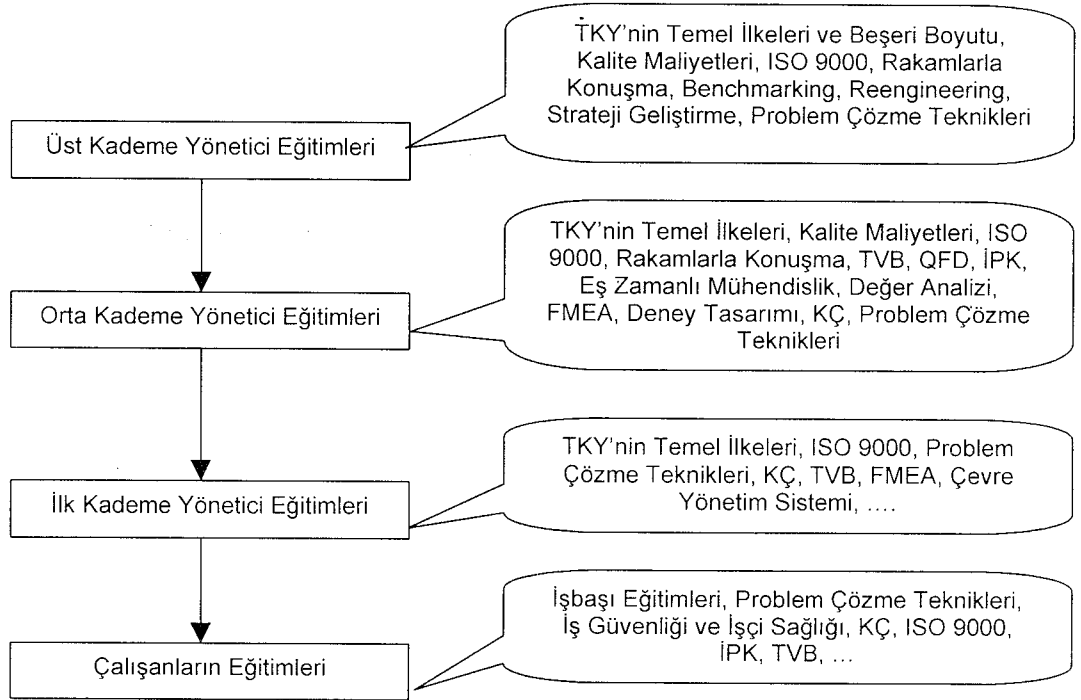 TKY'nin Temel İlkeleri ve Beşeri Boyutu,
Kalite Maliyetleri, ISO 9000, Rakamlarla
Konuşma, Benchmarking, Reengineering,
Strateji Geliştirme, Problem Çözme Teknikleri
Üst Kademe Yönetici Eğitimleri
TKY'nin Temel İlkeleri, Kalite Maliyetleri, ISO
9000, Rakamlarla Konuşma, TVB, QFD, İPK,
Eş Zamanlı Mühendislik, Değer Analizi,
FMEA, Deney Tasarımı, KÇ, Problem Çözme
Teknikleri
Orta Kademe Yönetici Eğitimleri
TKY'nin Temel İlkeleri, ISO 9000, Problem
Çözme Teknikleri, KÇ, TVB, FMEA, Çevre
Yönetim Sistemi, ....
İlk Kademe Yönetici Eğitimleri
İşbaşı Eğitimleri, Problem Çözme Teknikleri,
İş Güvenliği ve İşçi Sağlığı, KÇ, ISO 9000,
İPK, TVB, ...
Çalışanların Eğitimleri